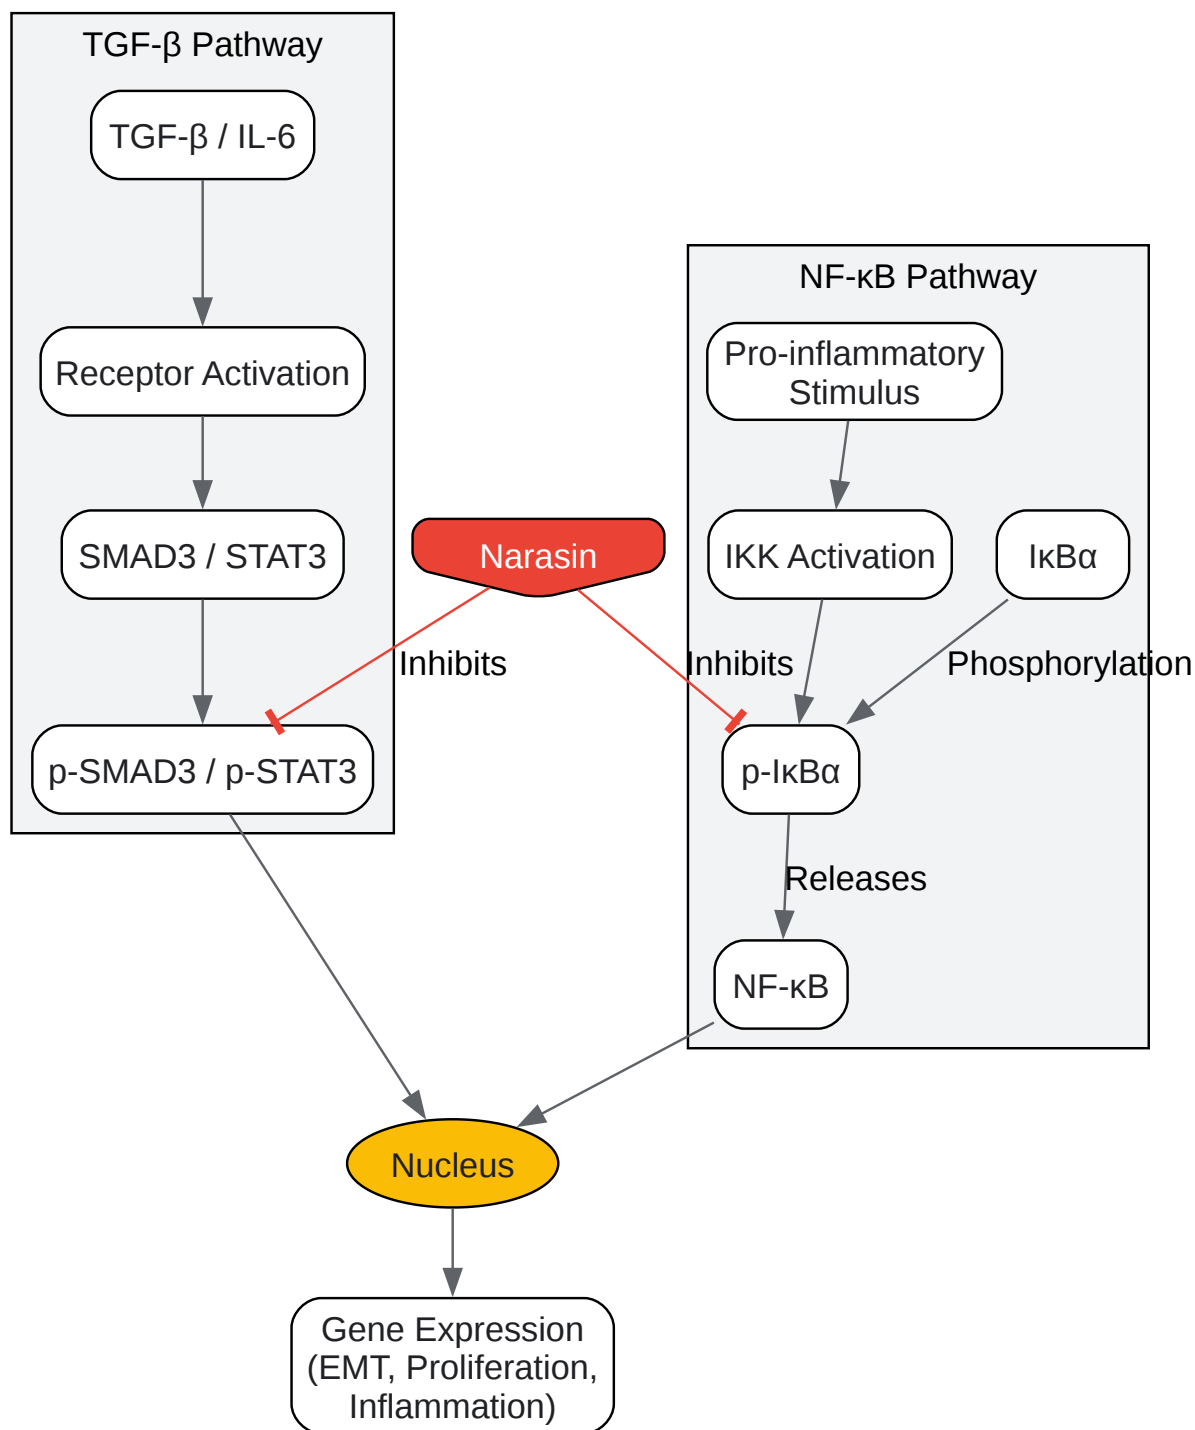 TGF-β Pathway
TGF-β / IL-6
Receptor Activation
SMAD3 / STAT3
p-SMAD3 / p-STAT3
Narasin
Inhibits
Inhibits
NF-κB Pathway
Pro-inflammatory
Stimulus
IKK Activation
IκBα
Phosphorylation
p-IκBα
Releases
NF-κB
Nucleus
Gene Expression
(EMT, Proliferation,
Inflammation)